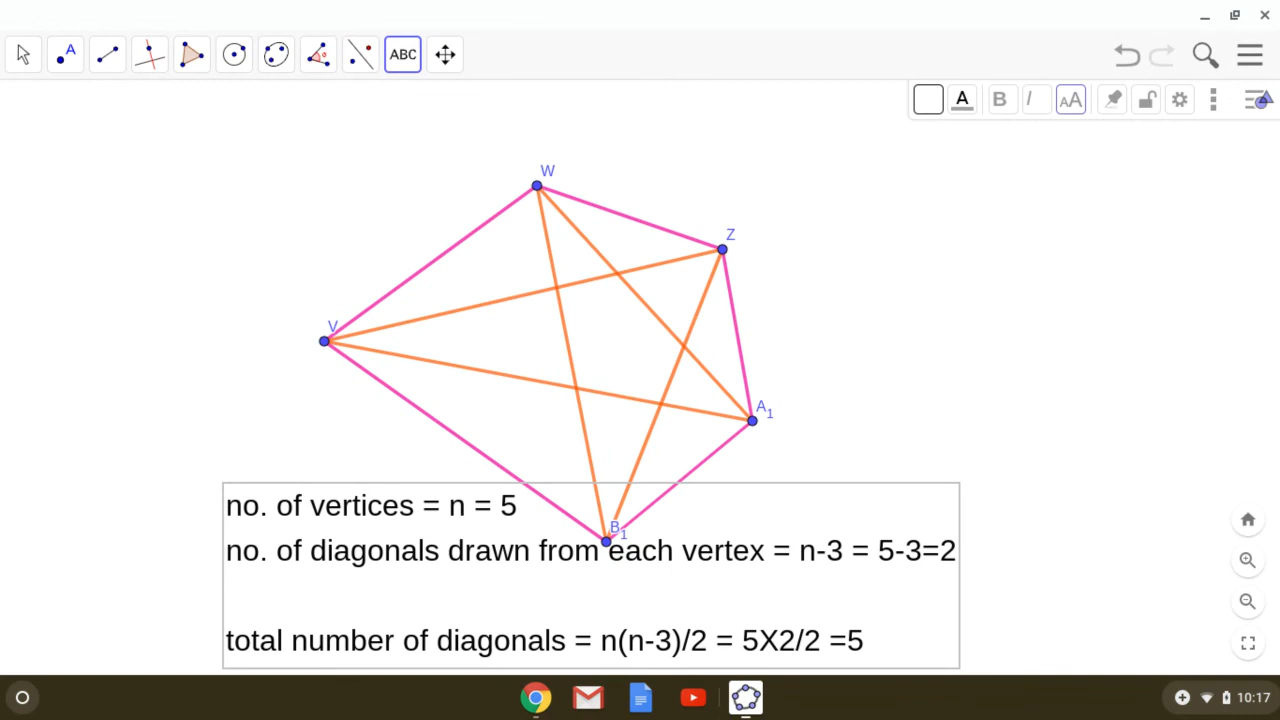 A
ABC
A B I AA
W
Z
V
A1
B1
no. of vertices = n = 5
no. of diagonals drawn from each vertex = n-3 = 5-3=2
total number of diagonals = n(n-3)/2 = 5X2/2 =5
10:17